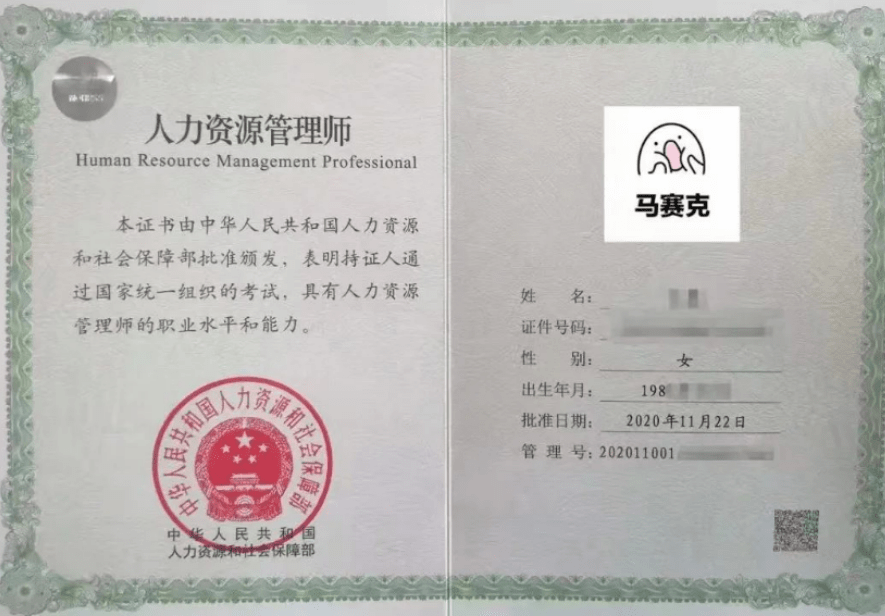 人力资源管理师
Human Resource Management Professional
本证书由中华人民共和国人力资源
和社会保障部批准颁发，表明持证人通
过国家统一组织的考试，具有人力资源
管理师的职业水平和能力。
中华人民共和国人力资源和社会保障部
中华人民共和国
人力资源和社会保障部
马赛克
姓名：
证件号码：
性别：女
出生年月：198
批准日期：2020年11月22日
管理号：202011001